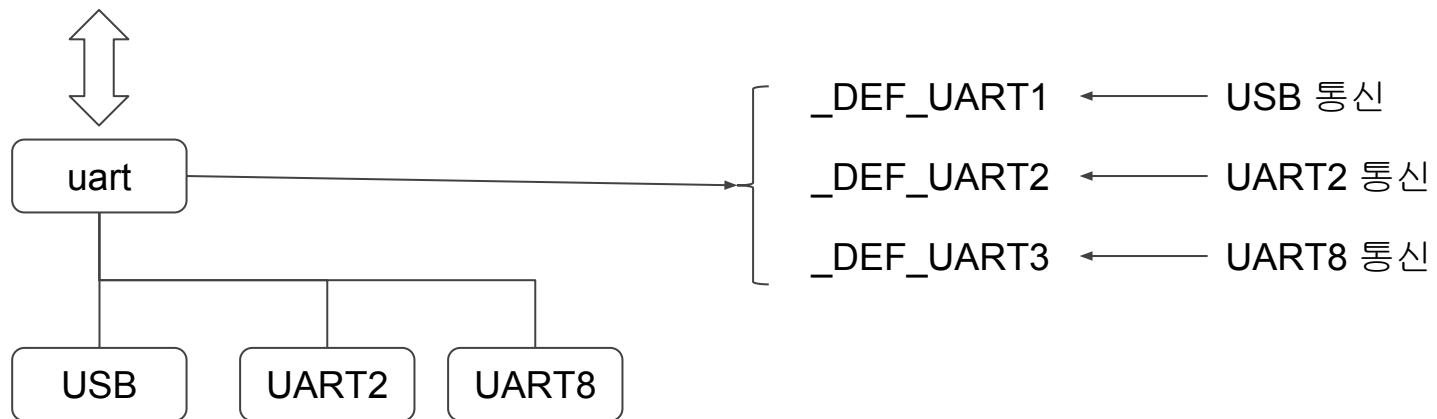 _DEF_UART1 USB 통신
uart _DEF_UART2 UART2 통신
_DEF_UART3 UART8 통신
USB UART2 UART8